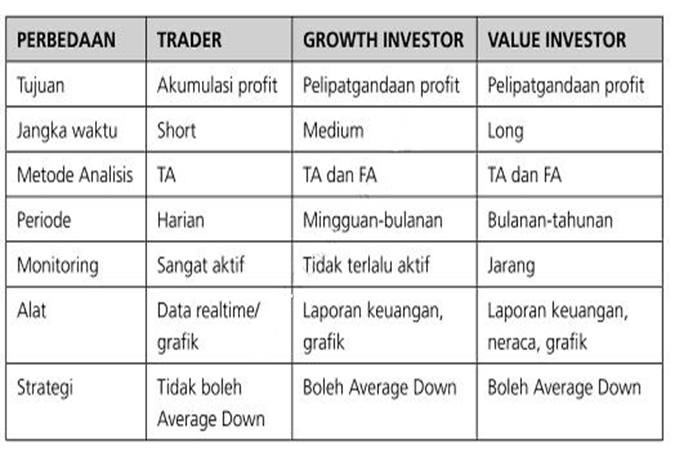 PERBEDAAN TRADER GROWTH INVESTOR VALUE INVESTOR
Tujuan Akumulasi profit Pelipatgandaan profit Pelipatgandaan profit
Jangka waktu Short Medium Long
Metode Analisis TA TA dan FA TA dan FA
Periode Harian Mingguan-bulanan Bulanan-tahunan
Monitoring Sangat aktif Tidak terlalu aktif Jarang
Alat Data realtime/ Laporan keuangan, Laporan keuangan,
grafik grafik neraca, grafik
Strategi Tidak boleh Boleh Average Down Boleh Average Down
Average Down